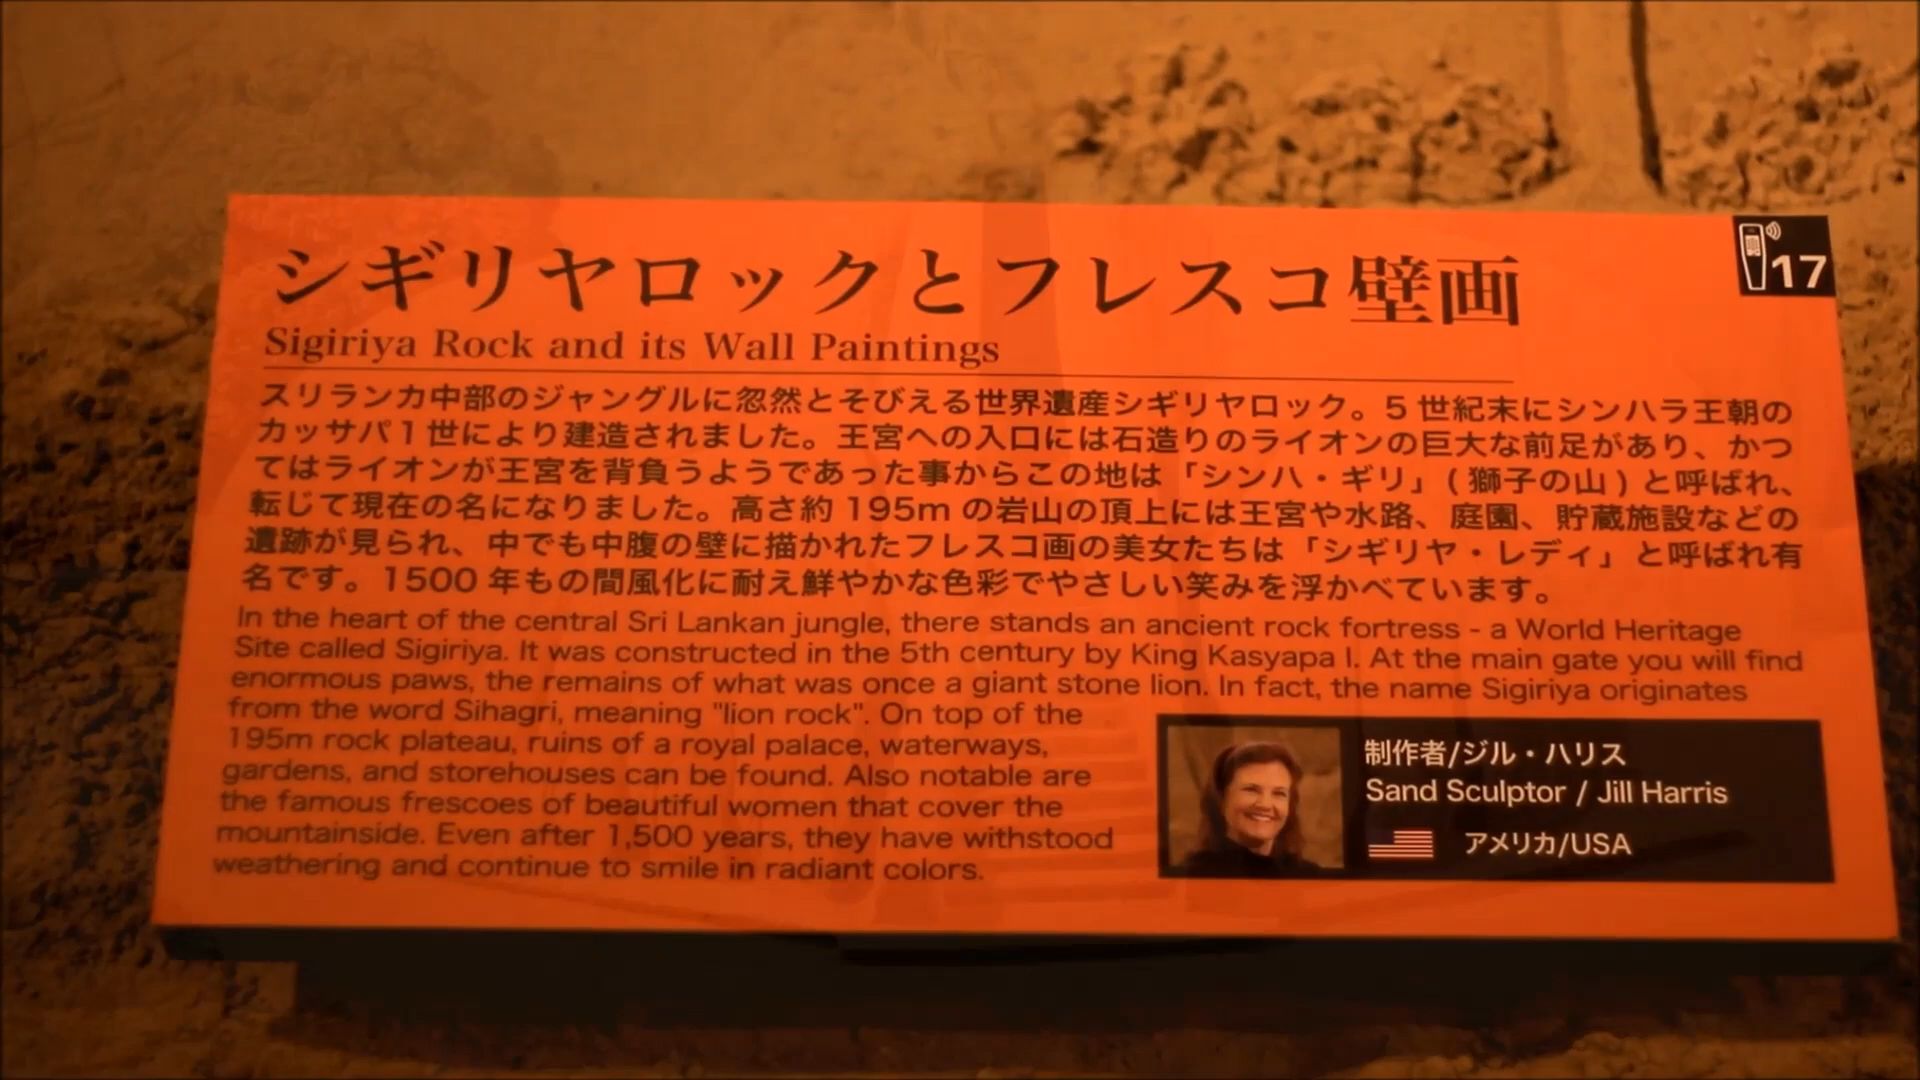 シギリヤロックとフレスコ壁画
17
Sigiriya Rock and its Wall Paintings
スリランカ中部のジャングルに忽然とそびえる世界遺産シギリヤロック。5 世紀末にシンハラ王朝の
カッサパ 1 世により建造されました。王宮への入口には石造りのライオンの巨大な前足があり、かつ
てはライオンが王宮を背負うようであった事からこの地は「シンハ・ギリ」( 獅子の山 ) と呼ばれ、
転じて現在の名になりました。高さ約 195m の岩山の頂上には王宮や水路、庭園、貯蔵施設などの
遺跡が見られ、中でも中腹の壁に描かれたフレスコ画の美女たちは「シギリヤ・レディ」と呼ばれ有
名です。1500 年もの間風化に耐え鮮やかな色彩でやさしい笑みを浮かべています。
In the heart of the central Sri Lankan jungle, there stands an ancient rock fortress - a World Heritage
Site called Sigiriya. It was constructed in the 5th century by King Kasyapa I. At the main gate you will find
enormous paws, the remains of what was once a giant stone lion. In fact, the name Sigiriya originates
from the word Sihagri, meaning "lion rock". On top of the
195m rock plateau, ruins of a royal palace, waterways,
gardens, and storehouses can be found. Also notable are
the famous frescoes of beautiful women that cover the
mountainside. Even after 1,500 years, they have withstood
weathering and continue to smile in radiant colors.
制作者/ジル・ハリス
Sand Sculptor / Jill Harris
アメリカ/USA